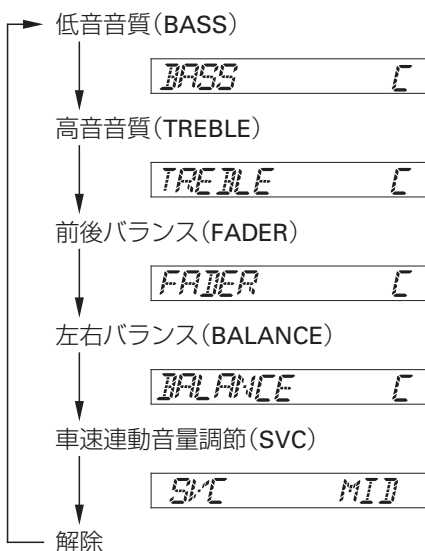 低音音質（BASS）
BASS C
高音音質（TREBLE）
TREBLE C
前後バランス（FADER）
FADER C
左右バランス（BALANCE）
BALANCE C
車速連動音量調節（SVC）
SVC MID
解除